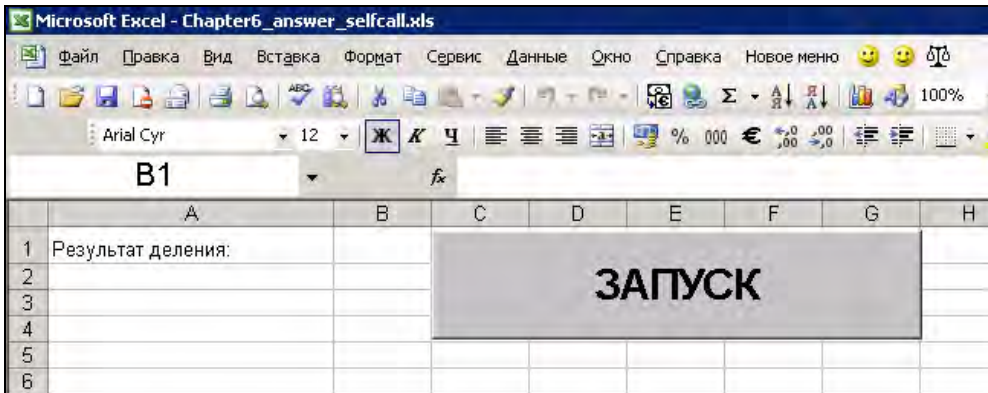 Microsoft Excel - Chapter6_answer_selfcall.xls
Файл Правка Вид Вставка Формат Сервис Данные Окно Справка Новое меню
100%
Arial Cyr 12 Ж К Ч % 000 €
B1 fx
A B C D E F G H
1 Результат деления: ЗАПУСК
2
3
4
5
6